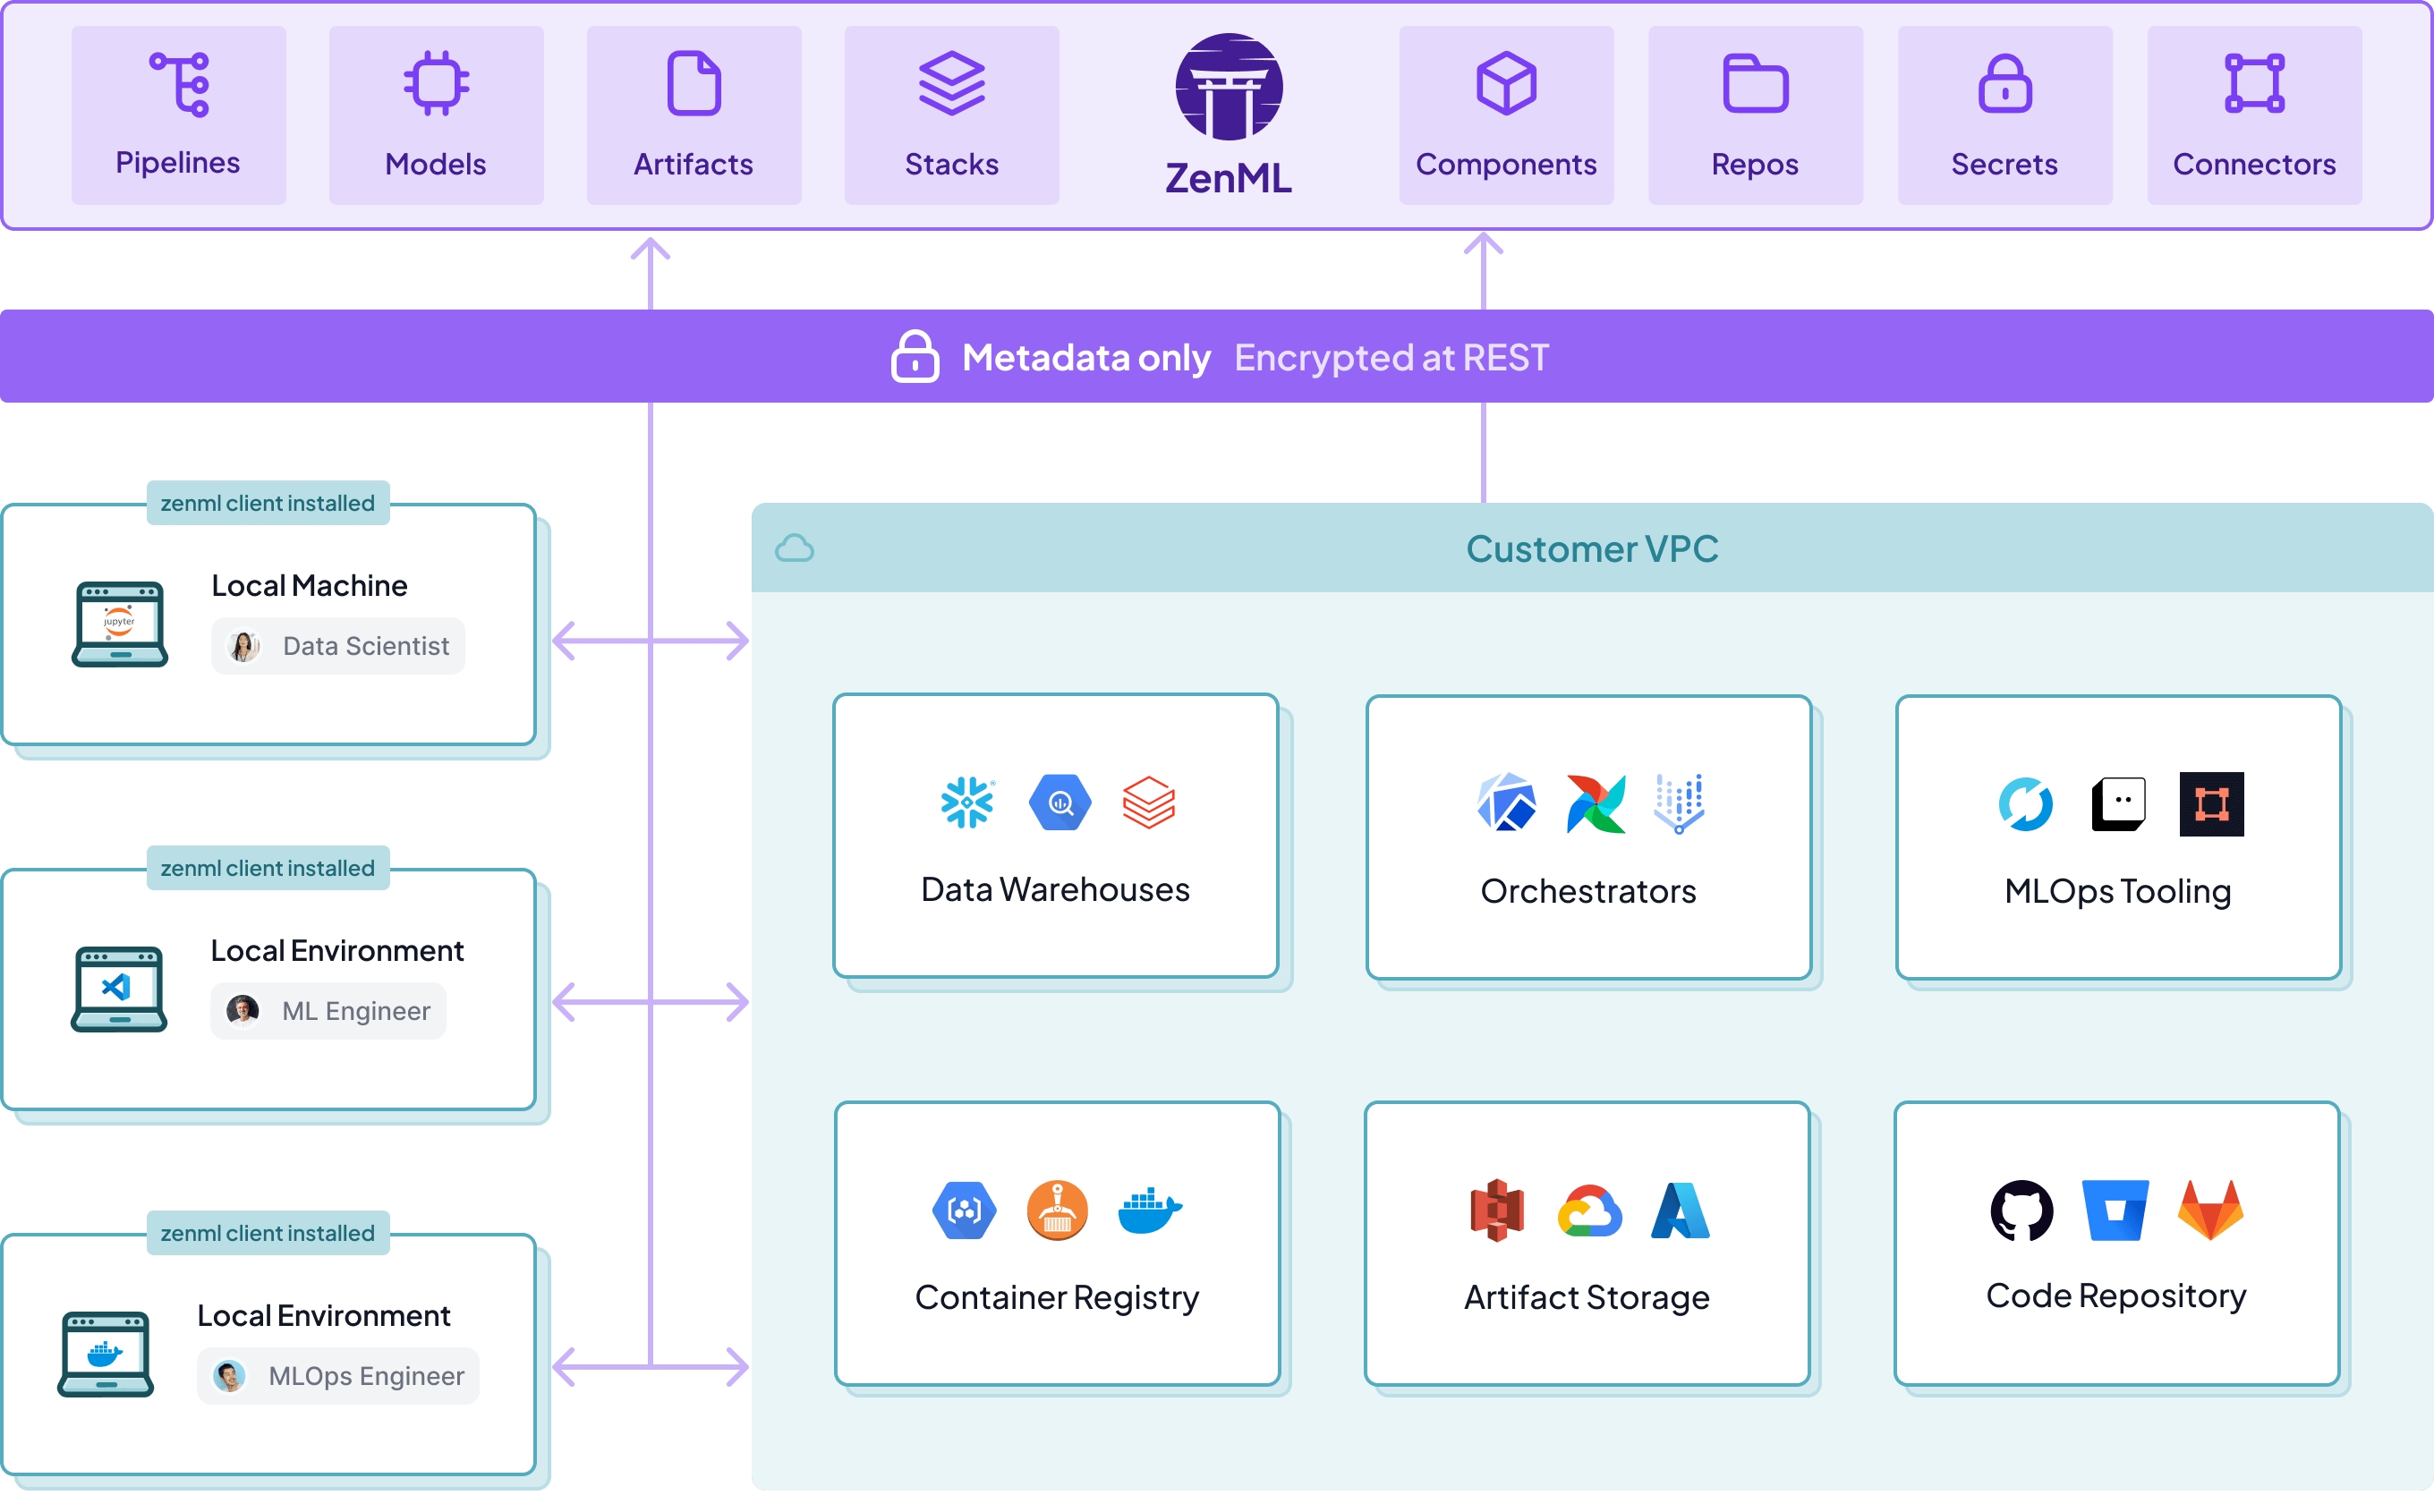 Pipelines
Models
Artifacts
Stacks
ZenML
Components
Repos
Secrets
Connectors
Metadata only Encrypted at REST
zenml client installed
Local Machine
jupyter
Data Scientist
zenml client installed
Local Environment
ML Engineer
zenml client installed
Local Environment
MLOps Engineer
Customer VPC
Data Warehouses
Orchestrators
MLOps Tooling
Container Registry
Artifact Storage
Code Repository